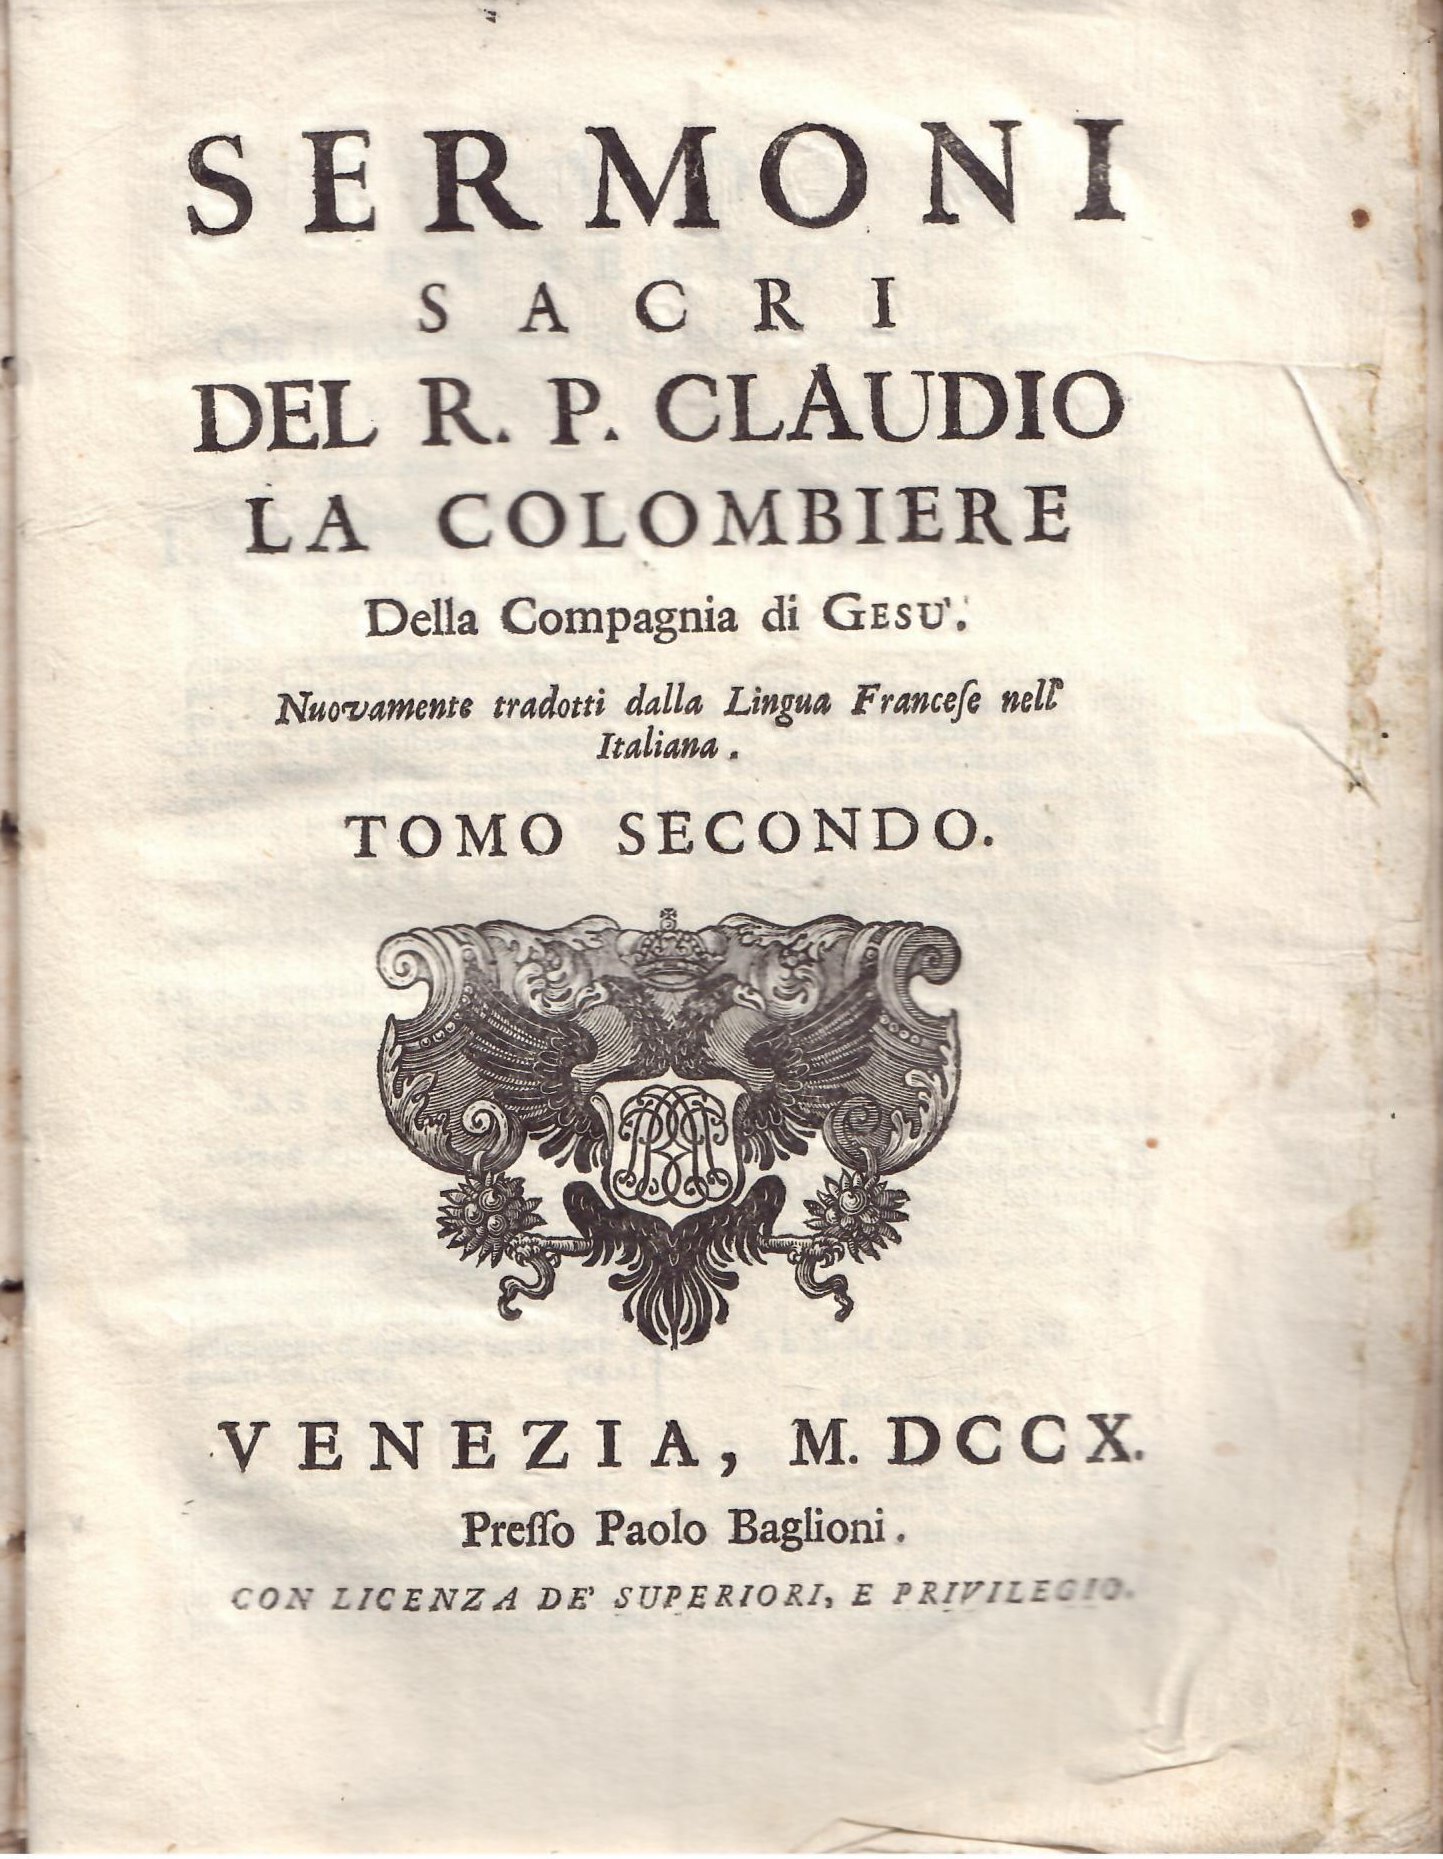 SERMONI
SACRI
DEL R. P. CLAUDIO
LA COLOMBIERE
Della Compagnia di GESU'.
Nuovamente tradotti dalla Lingua Franceſe nell'
Italiana.
TOMO SECONDO.
VENEZIA, M. DCCX.
Preſſo Paolo Baglioni.
CON LICENZA DE' SUPERIORI, E PRIVILEGIO.